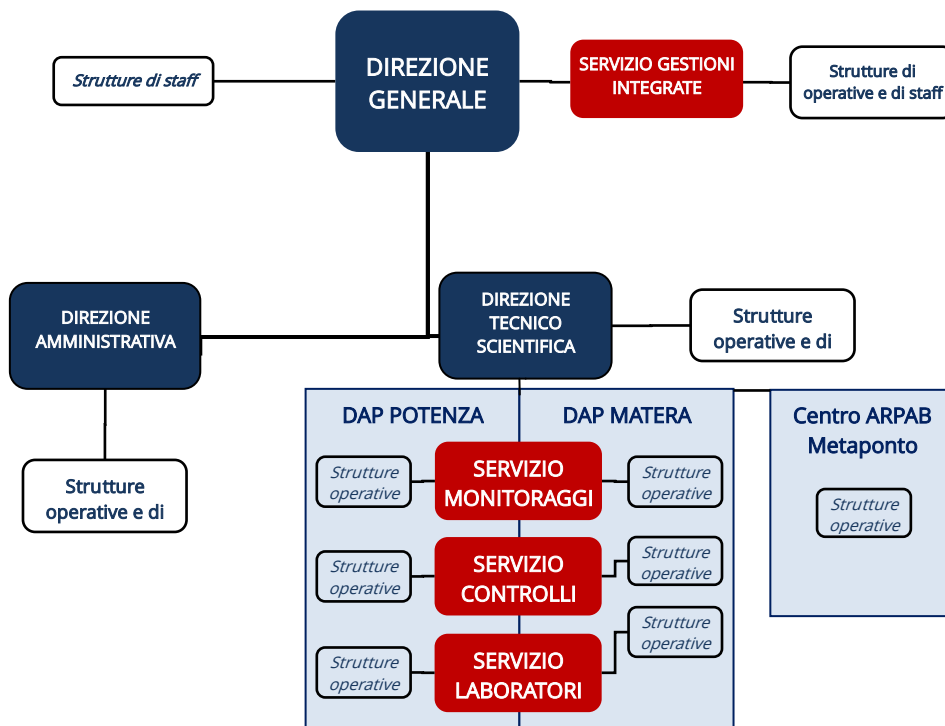 Strutture di staff
DIREZIONE
GENERALE
SERVIZIO GESTIONI
INTEGRATE
Strutture di
operative e di staff
DIREZIONE
AMMINISTRATIVA
DIREZIONE
TECNICO
SCIENTIFICA
Strutture
operative e di
Strutture
operative e di
DAP POTENZA
DAP MATERA
Centro ARPAB
Metaponto
Strutture
operative
SERVIZIO
MONITORAGGI
Strutture
operative
Strutture
operative
Strutture
operative
SERVIZIO
CONTROLLI
Strutture
operative
Strutture
operative
SERVIZIO
LABORATORI
Strutture
operative